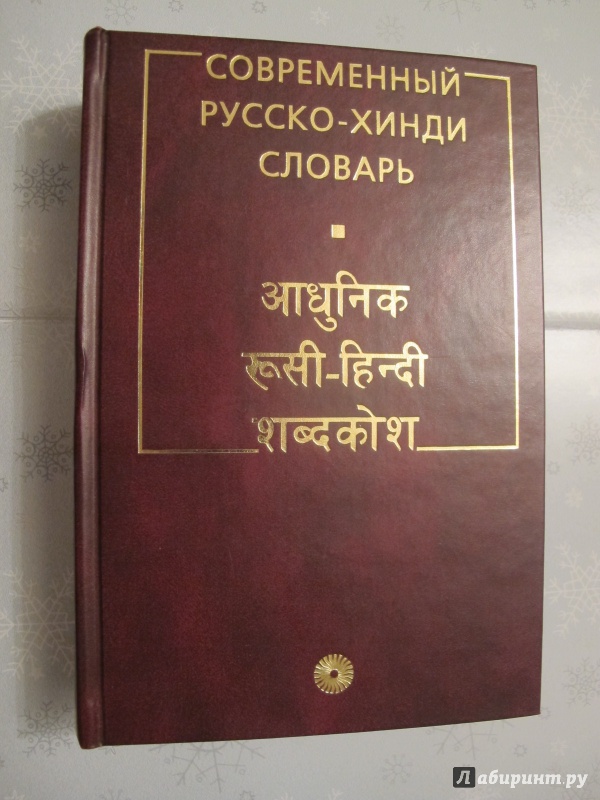 СОВРЕМЕННЫЙ
РУССКО-ХИНДИ
СЛОВАРЬ
आधुनिक
रूसी-हिन्दी
शब्दकोश
Лабиринт.ру